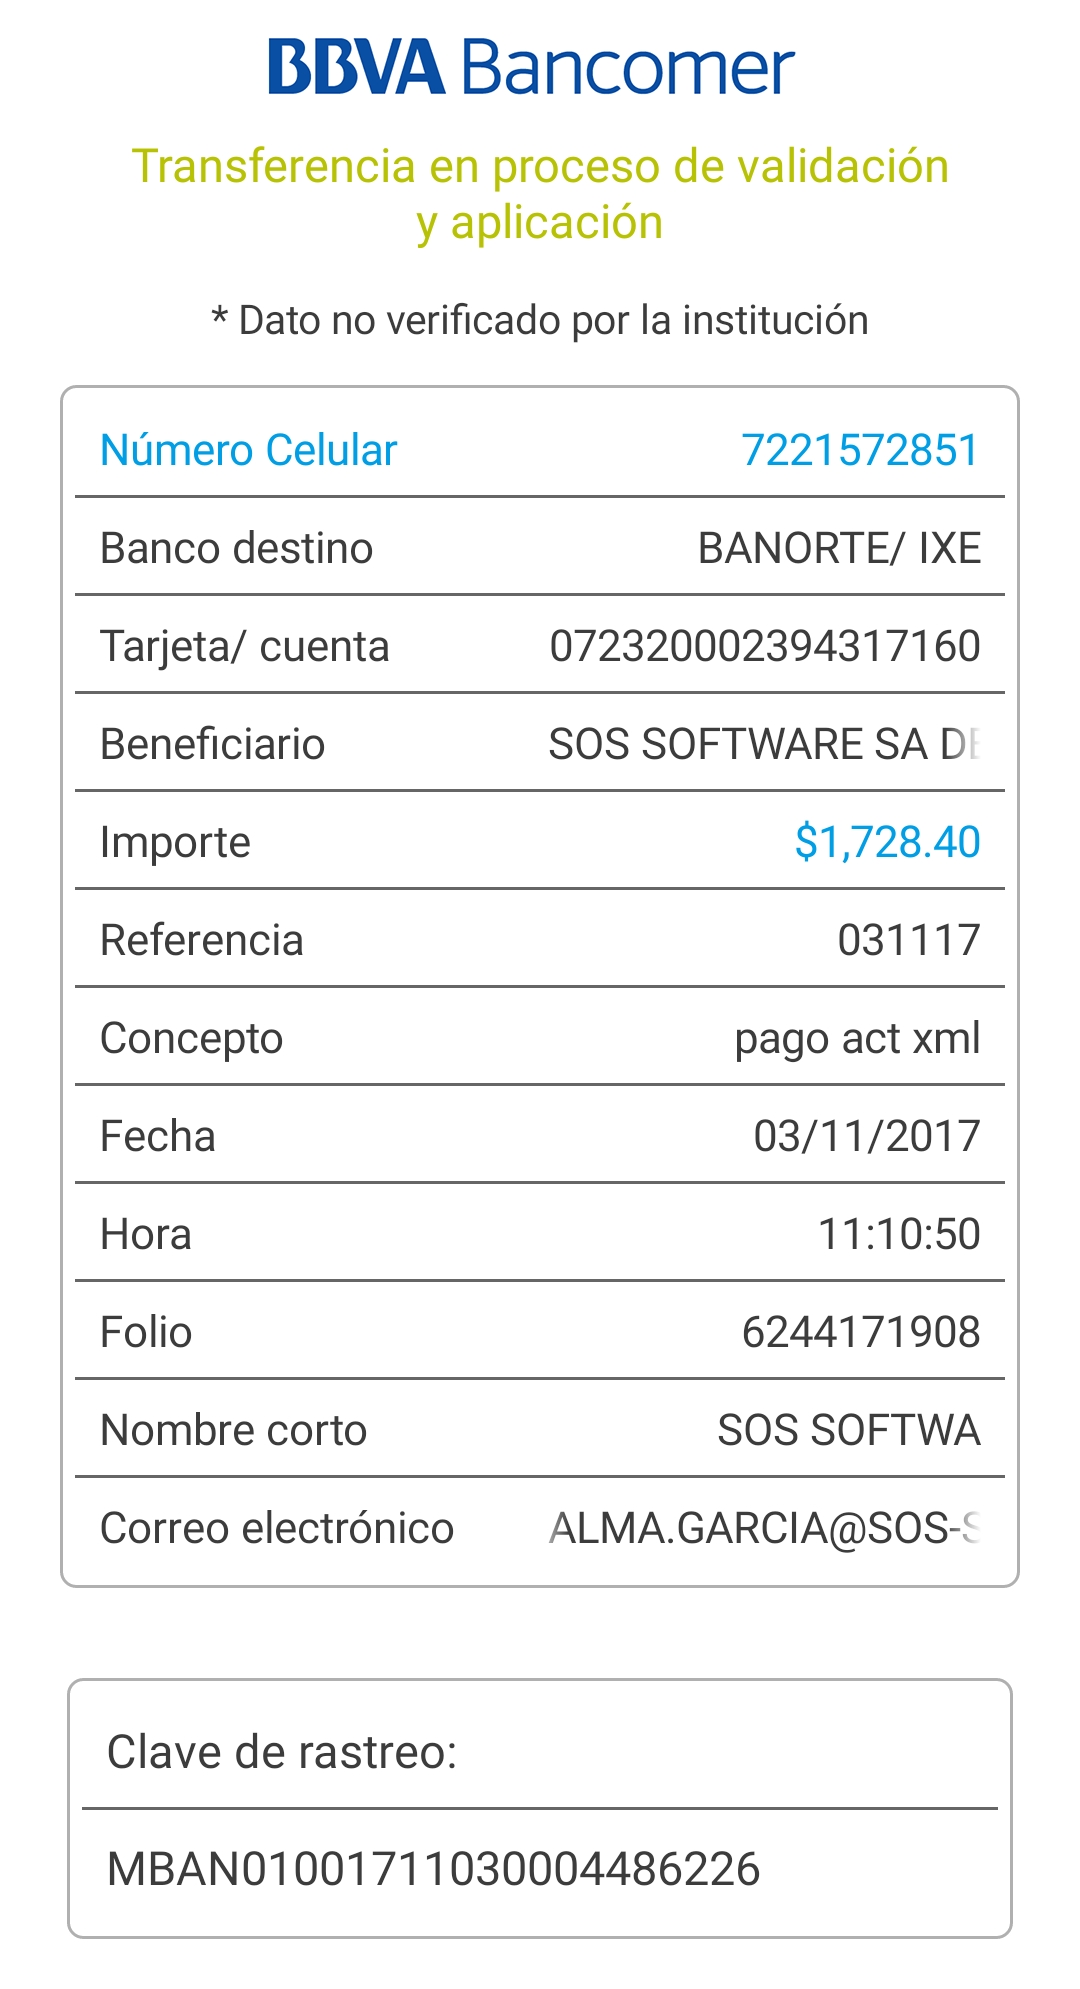 BBVA Bancomer
Transferencia en proceso de validación
y aplicación
* Dato no verificado por la institución
Número Celular 7221572851
Banco destino BANORTE/ IXE
Tarjeta/ cuenta 072320002394317160
Beneficiario SOS SOFTWARE SA DE
Importe $1,728.40
Referencia 031117
Concepto pago act xml
Fecha 03/11/2017
Hora 11:10:50
Folio 6244171908
Nombre corto SOS SOFTWA
Correo electrónico ALMA.GARCIA@SOS-S
Clave de rastreo:
MBAN01001711030004486226